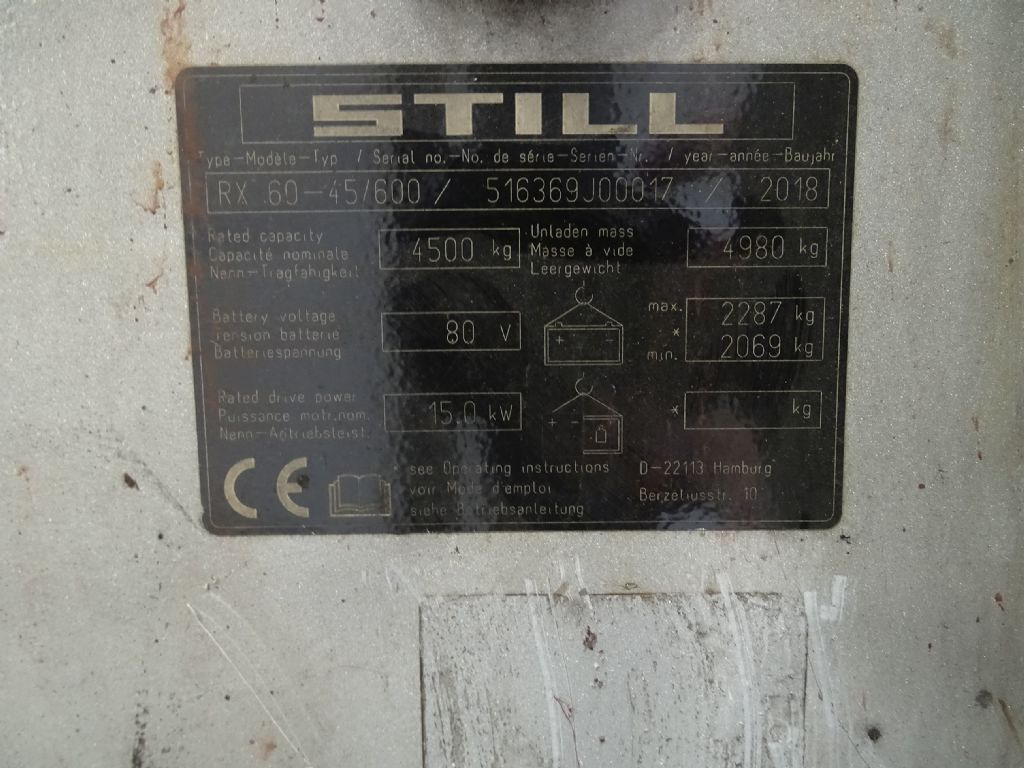 STILL
Type-Modèle-Typ / Serial no.-No. de série-Serien-Nr. / year-année-Baujahr
RX 60-45/600 / 516369J00017 / 2018
Rated capacity
Capacité nominale
Nenn-Tragfähigkeit
4500 kg
Unladen mass
Masse à vide
Leergewicht
4980 kg
Battery voltage
Tension batterie
Batteriespannung
80 V
+ -
max. 2287 kg
*
min. 2069 kg
Rated drive power
Puissance motr.nom.
Nenn-Antriebsleist.
15.0 kW
+ -
* kg
CE
* see Operating instructions
voir Mode d'emploi
siehe Betriebsanleitung
D-22113 Hamburg
Berzeliusstr. 10